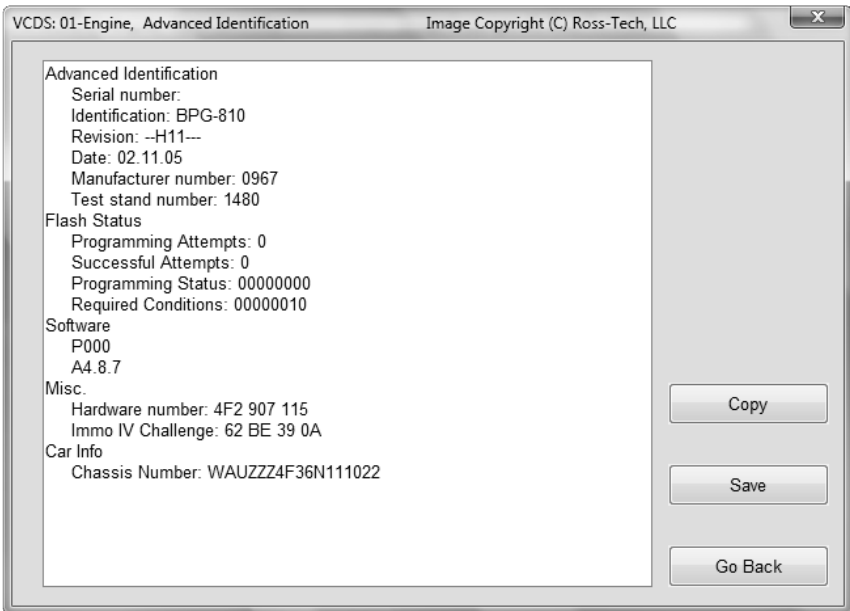 VCDS: 01-Engine, Advanced Identification Image Copyright (C) Ross-Tech, LLC
Advanced Identification
Serial number:
Identification: BPG-810
Revision: --H11---
Date: 02.11.05
Manufacturer number: 0967
Test stand number: 1480
Flash Status
Programming Attempts: 0
Successful Attempts: 0
Programming Status: 00000000
Required Conditions: 00000010
Software
P000
A4.8.7
Misc.
Hardware number: 4F2 907 115
Immo IV Challenge: 62 BE 39 0A
Car Info
Chassis Number: WAUZZZ4F36N111022
Copy
Save
Go Back